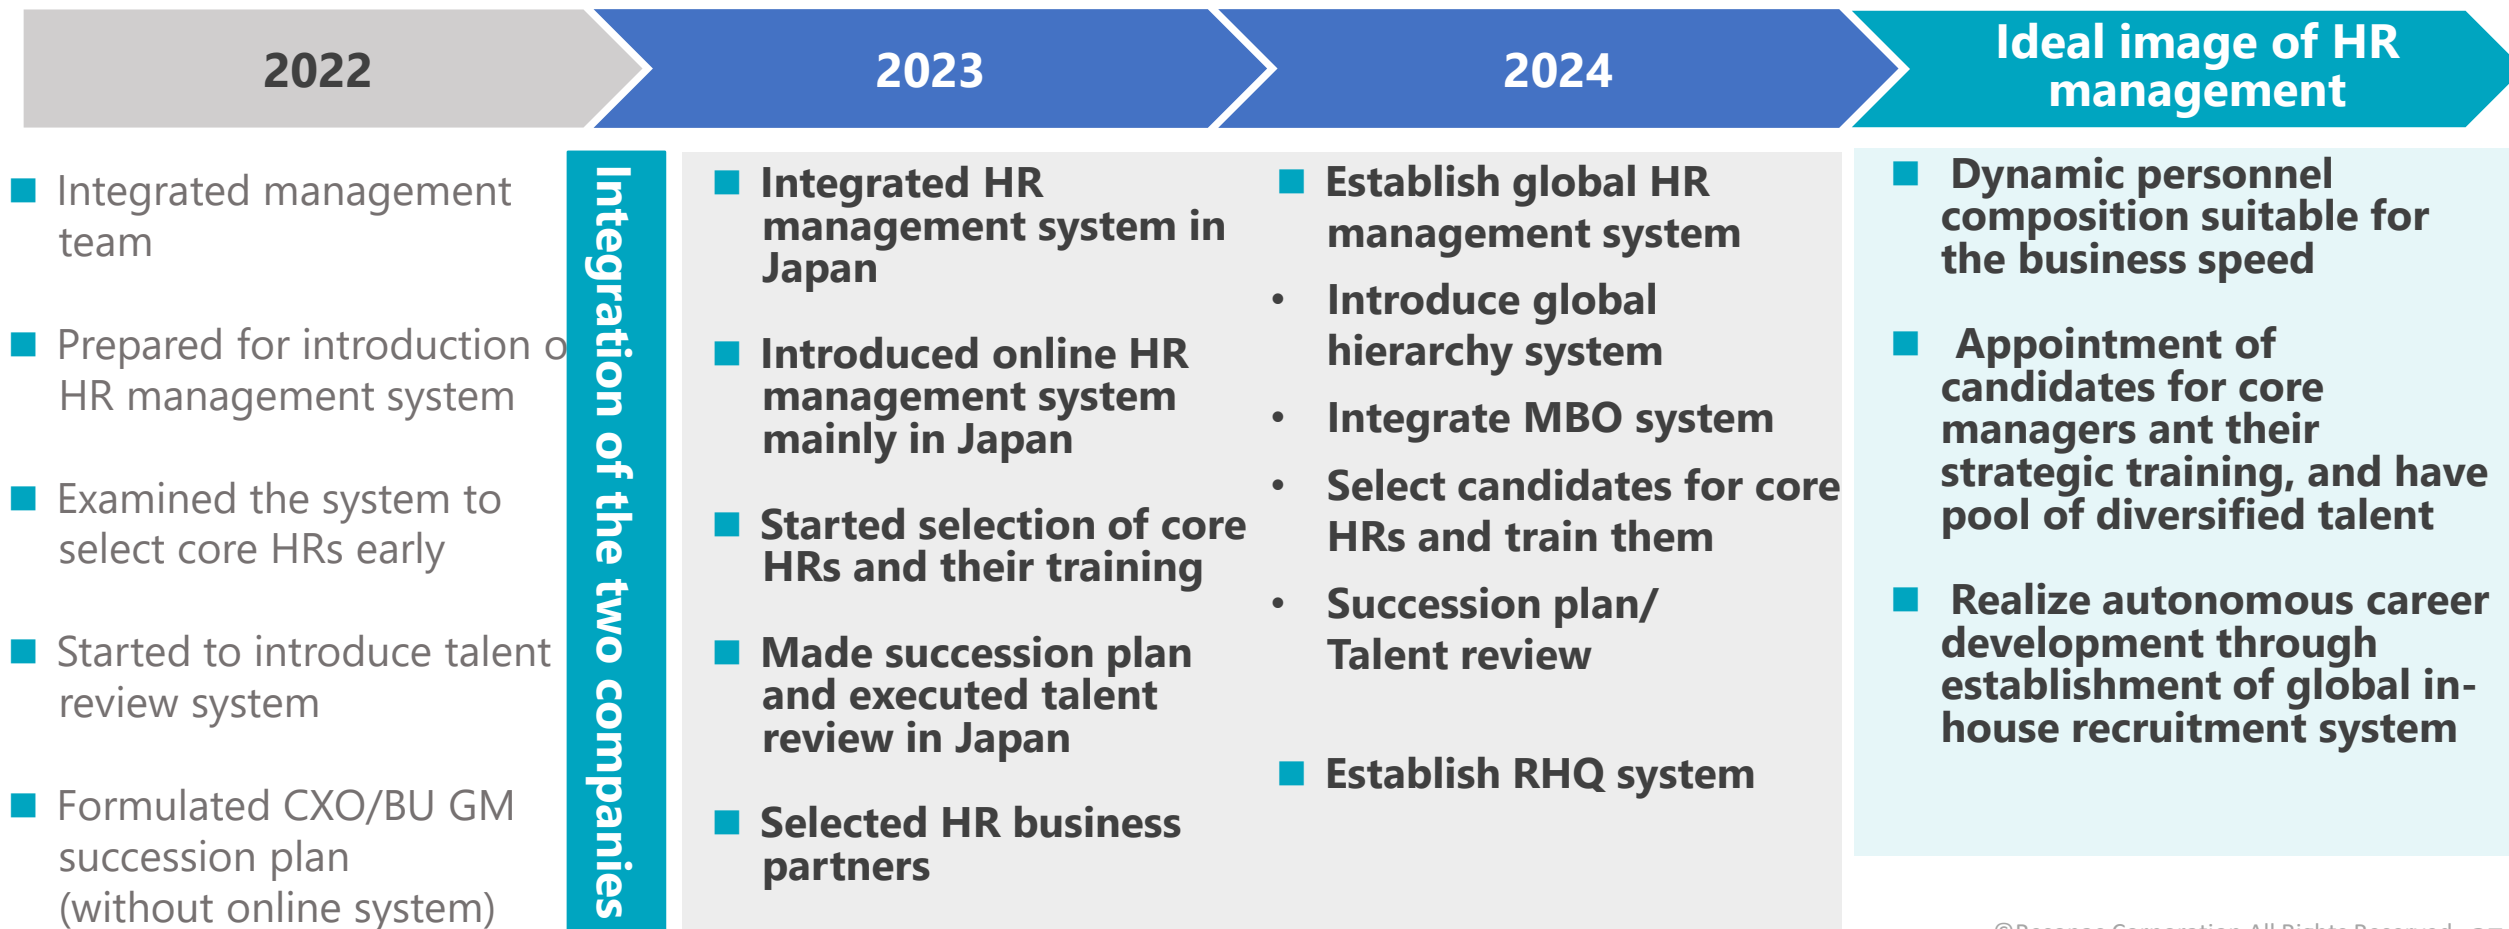 2022
2023
2024
Ideal image of HR
management
Integrated management
team
Prepared for introduction o
HR management system
Examined the system to
select core HRs early
Started to introduce talent
review system
Formulated CXO/BU GM
succession plan
(without online system)
Integration of the two companies
Integrated HR
management system in
Japan
Introduced online HR
management system
mainly in Japan
Started selection of core
HRs and their training
Made succession plan
and executed talent
review in Japan
Selected HR business
partners
Establish global HR
management system
• Introduce global
hierarchy system
• Integrate MBO system
• Select candidates for core
HRs and train them
• Succession plan/
Talent review
Establish RHQ system
Dynamic personnel
composition suitable for
the business speed
Appointment of
candidates for core
managers ant their
strategic training, and have
pool of diversified talent
Realize autonomous career
development through
establishment of global in-
house recruitment system
Corporation All Rights Reserved